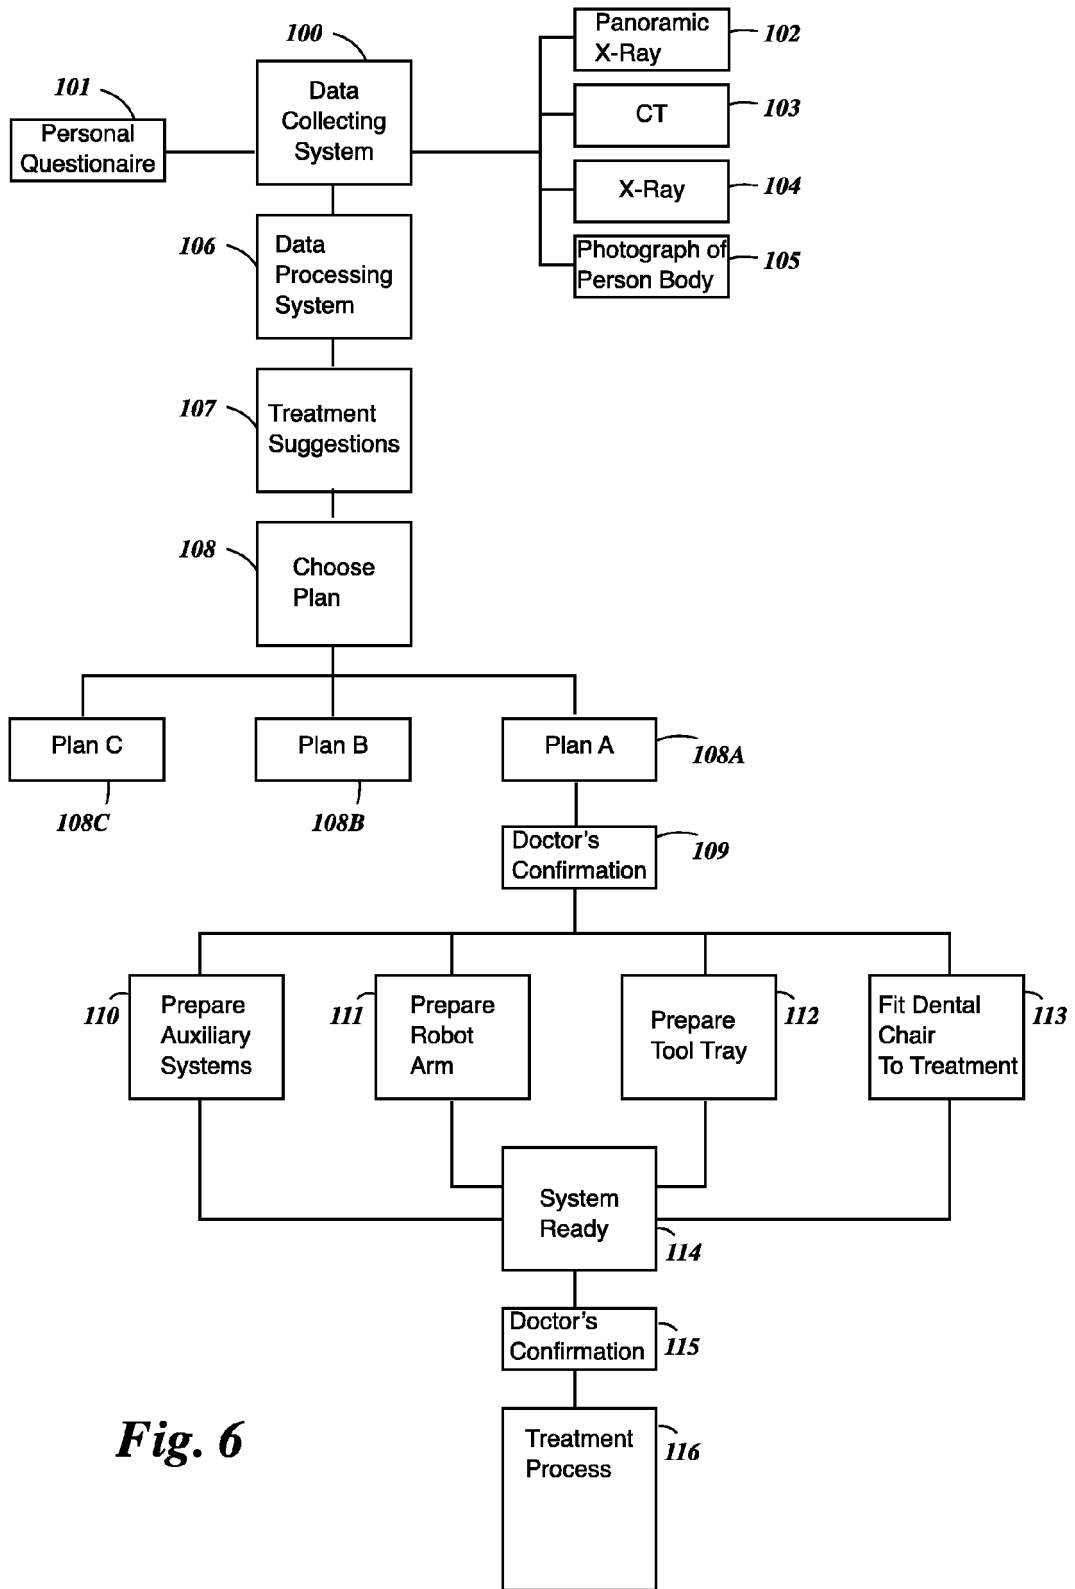 100
Panoramic
X-Ray
102
101
Data
Collecting
System
CT
103
Personal
Questionaire
X-Ray
104
106
Data
Processing
System
Photograph of
Person Body
105
107
Treatment
Suggestions
108
Choose
Plan
Plan C
Plan B
Plan A
108A
108C
108B
Doctor's
Confirmation
109
110
Prepare
Auxiliary
Systems
111
Prepare
Robot
Arm
Prepare
Tool Tray
112
Fit Dental
Chair
To Treatment
113
System
Ready
114
Doctor's
Confirmation
115
Fig. 6
Treatment
Process
116